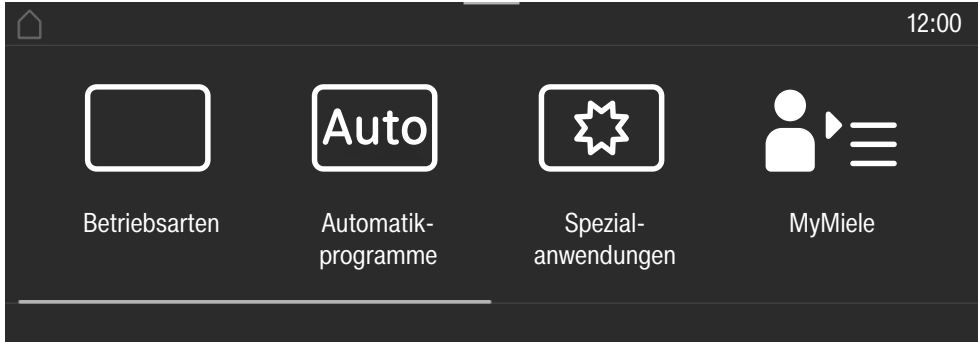 12:00
Auto
Betriebsarten
Automatik-
programme
Spezial-
anwendungen
MyMiele